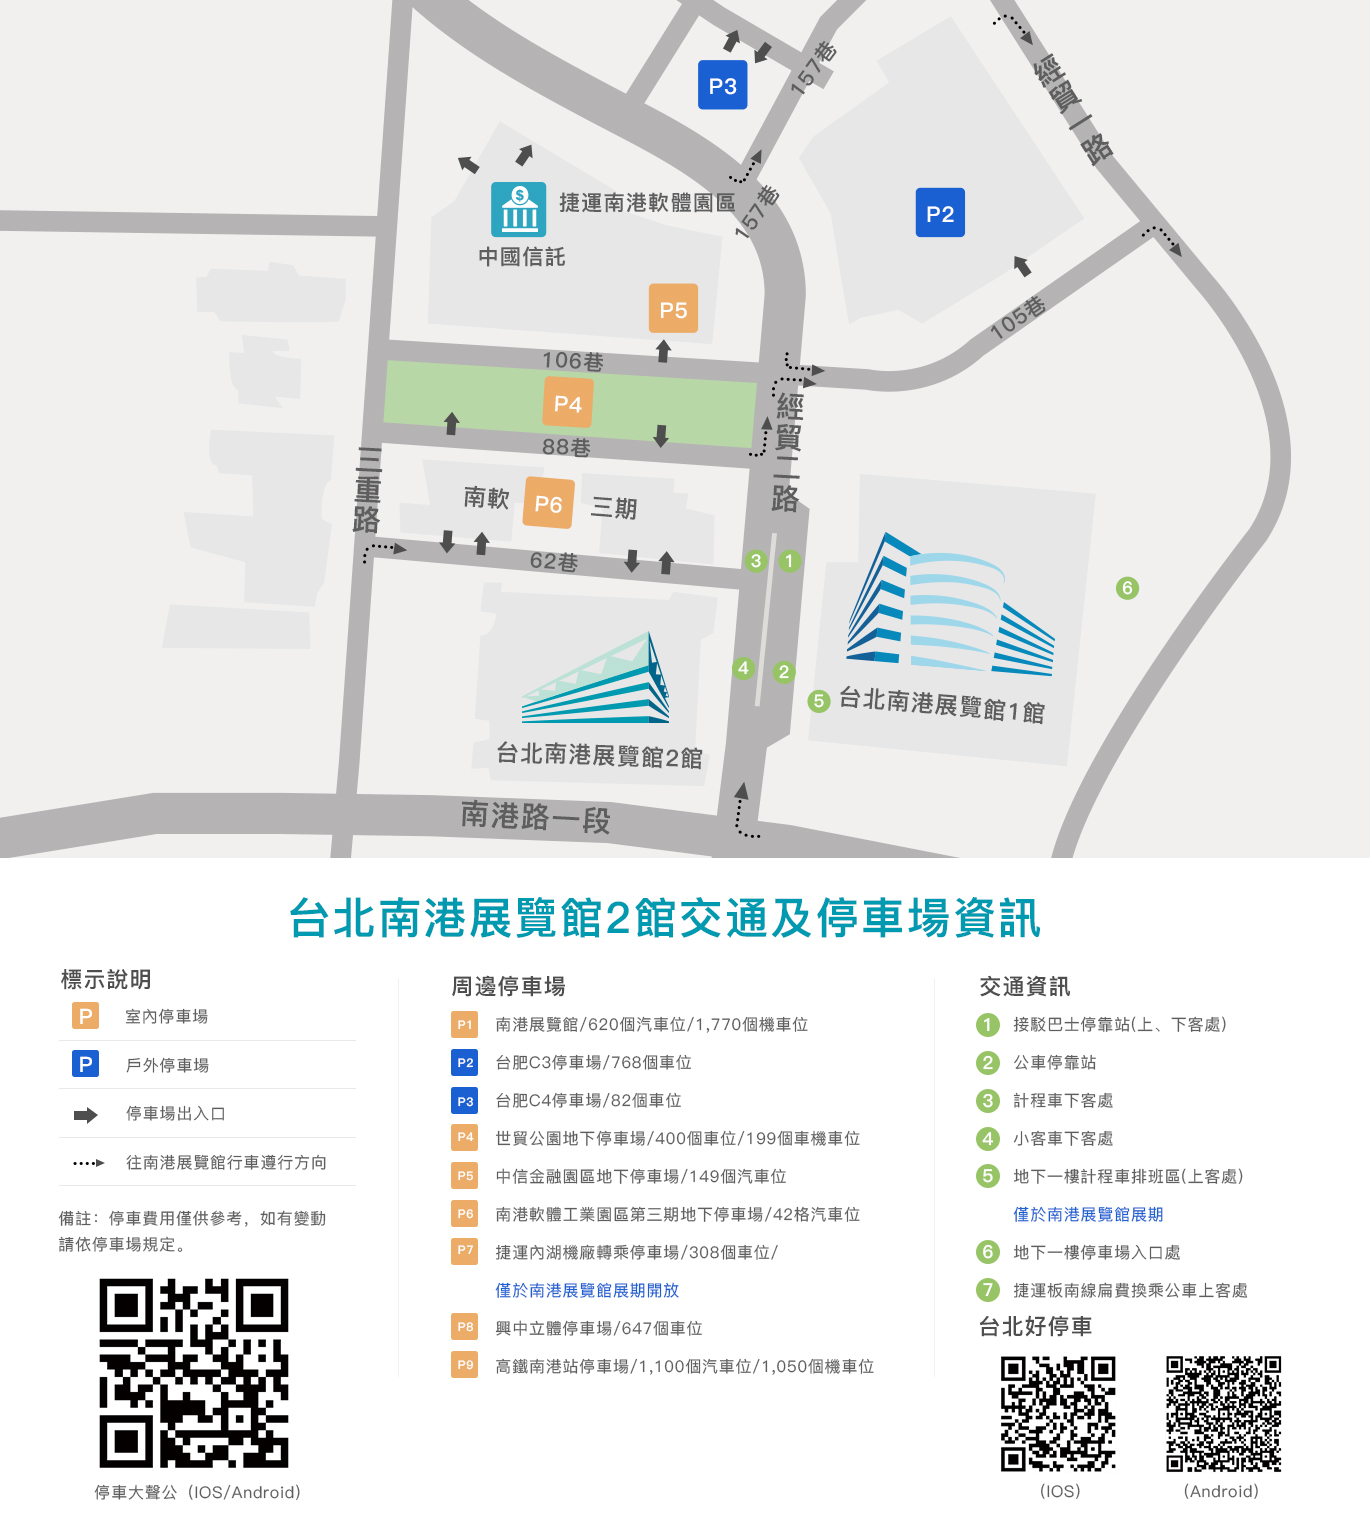 經貿一路
157巷
P3
157巷
P2
捷運南港軟體園區
$
中國信託
P5
105巷
106巷
P4
經貿二路
88巷
三重路
南軟
P6
三期
62巷
3
1
6
4
2
5
台北南港展覽館1館
台北南港展覽館2館
南港路一段
台北南港展覽館2館交通及停車場資訊
標示說明
P 室內停車場
P 戶外停車場
停車場出入口
往南港展覽館行車遵行方向
備註：停車費用僅供參考，如有變動
請依停車場規定。
停車大聲公（IOS/Android）
周邊停車場
P1 南港展覽館/620個汽車位/1,770個機車位
P2 台肥C3停車場/768個車位
P3 台肥C4停車場/82個車位
P4 世貿公園地下停車場/400個車位/199個車機車位
P5 中信金融園區地下停車場/149個汽車位
P6 南港軟體工業園區第三期地下停車場/42格汽車位
P7 捷運內湖機廠轉乘停車場/308個車位/
僅於南港展覽館展期開放
P8 興中立體停車場/647個車位
P9 高鐵南港站停車場/1,100個汽車位/1,050個機車位
交通資訊
1 接駁巴士停靠站(上、下客處)
2 公車停靠站
3 計程車下客處
4 小客車下客處
5 地下一樓計程車排班區(上客處)
僅於南港展覽館展期
6 地下一樓停車場入口處
7 捷運板南線扁費換乘公車上客處
台北好停車
（IOS）
（Android）